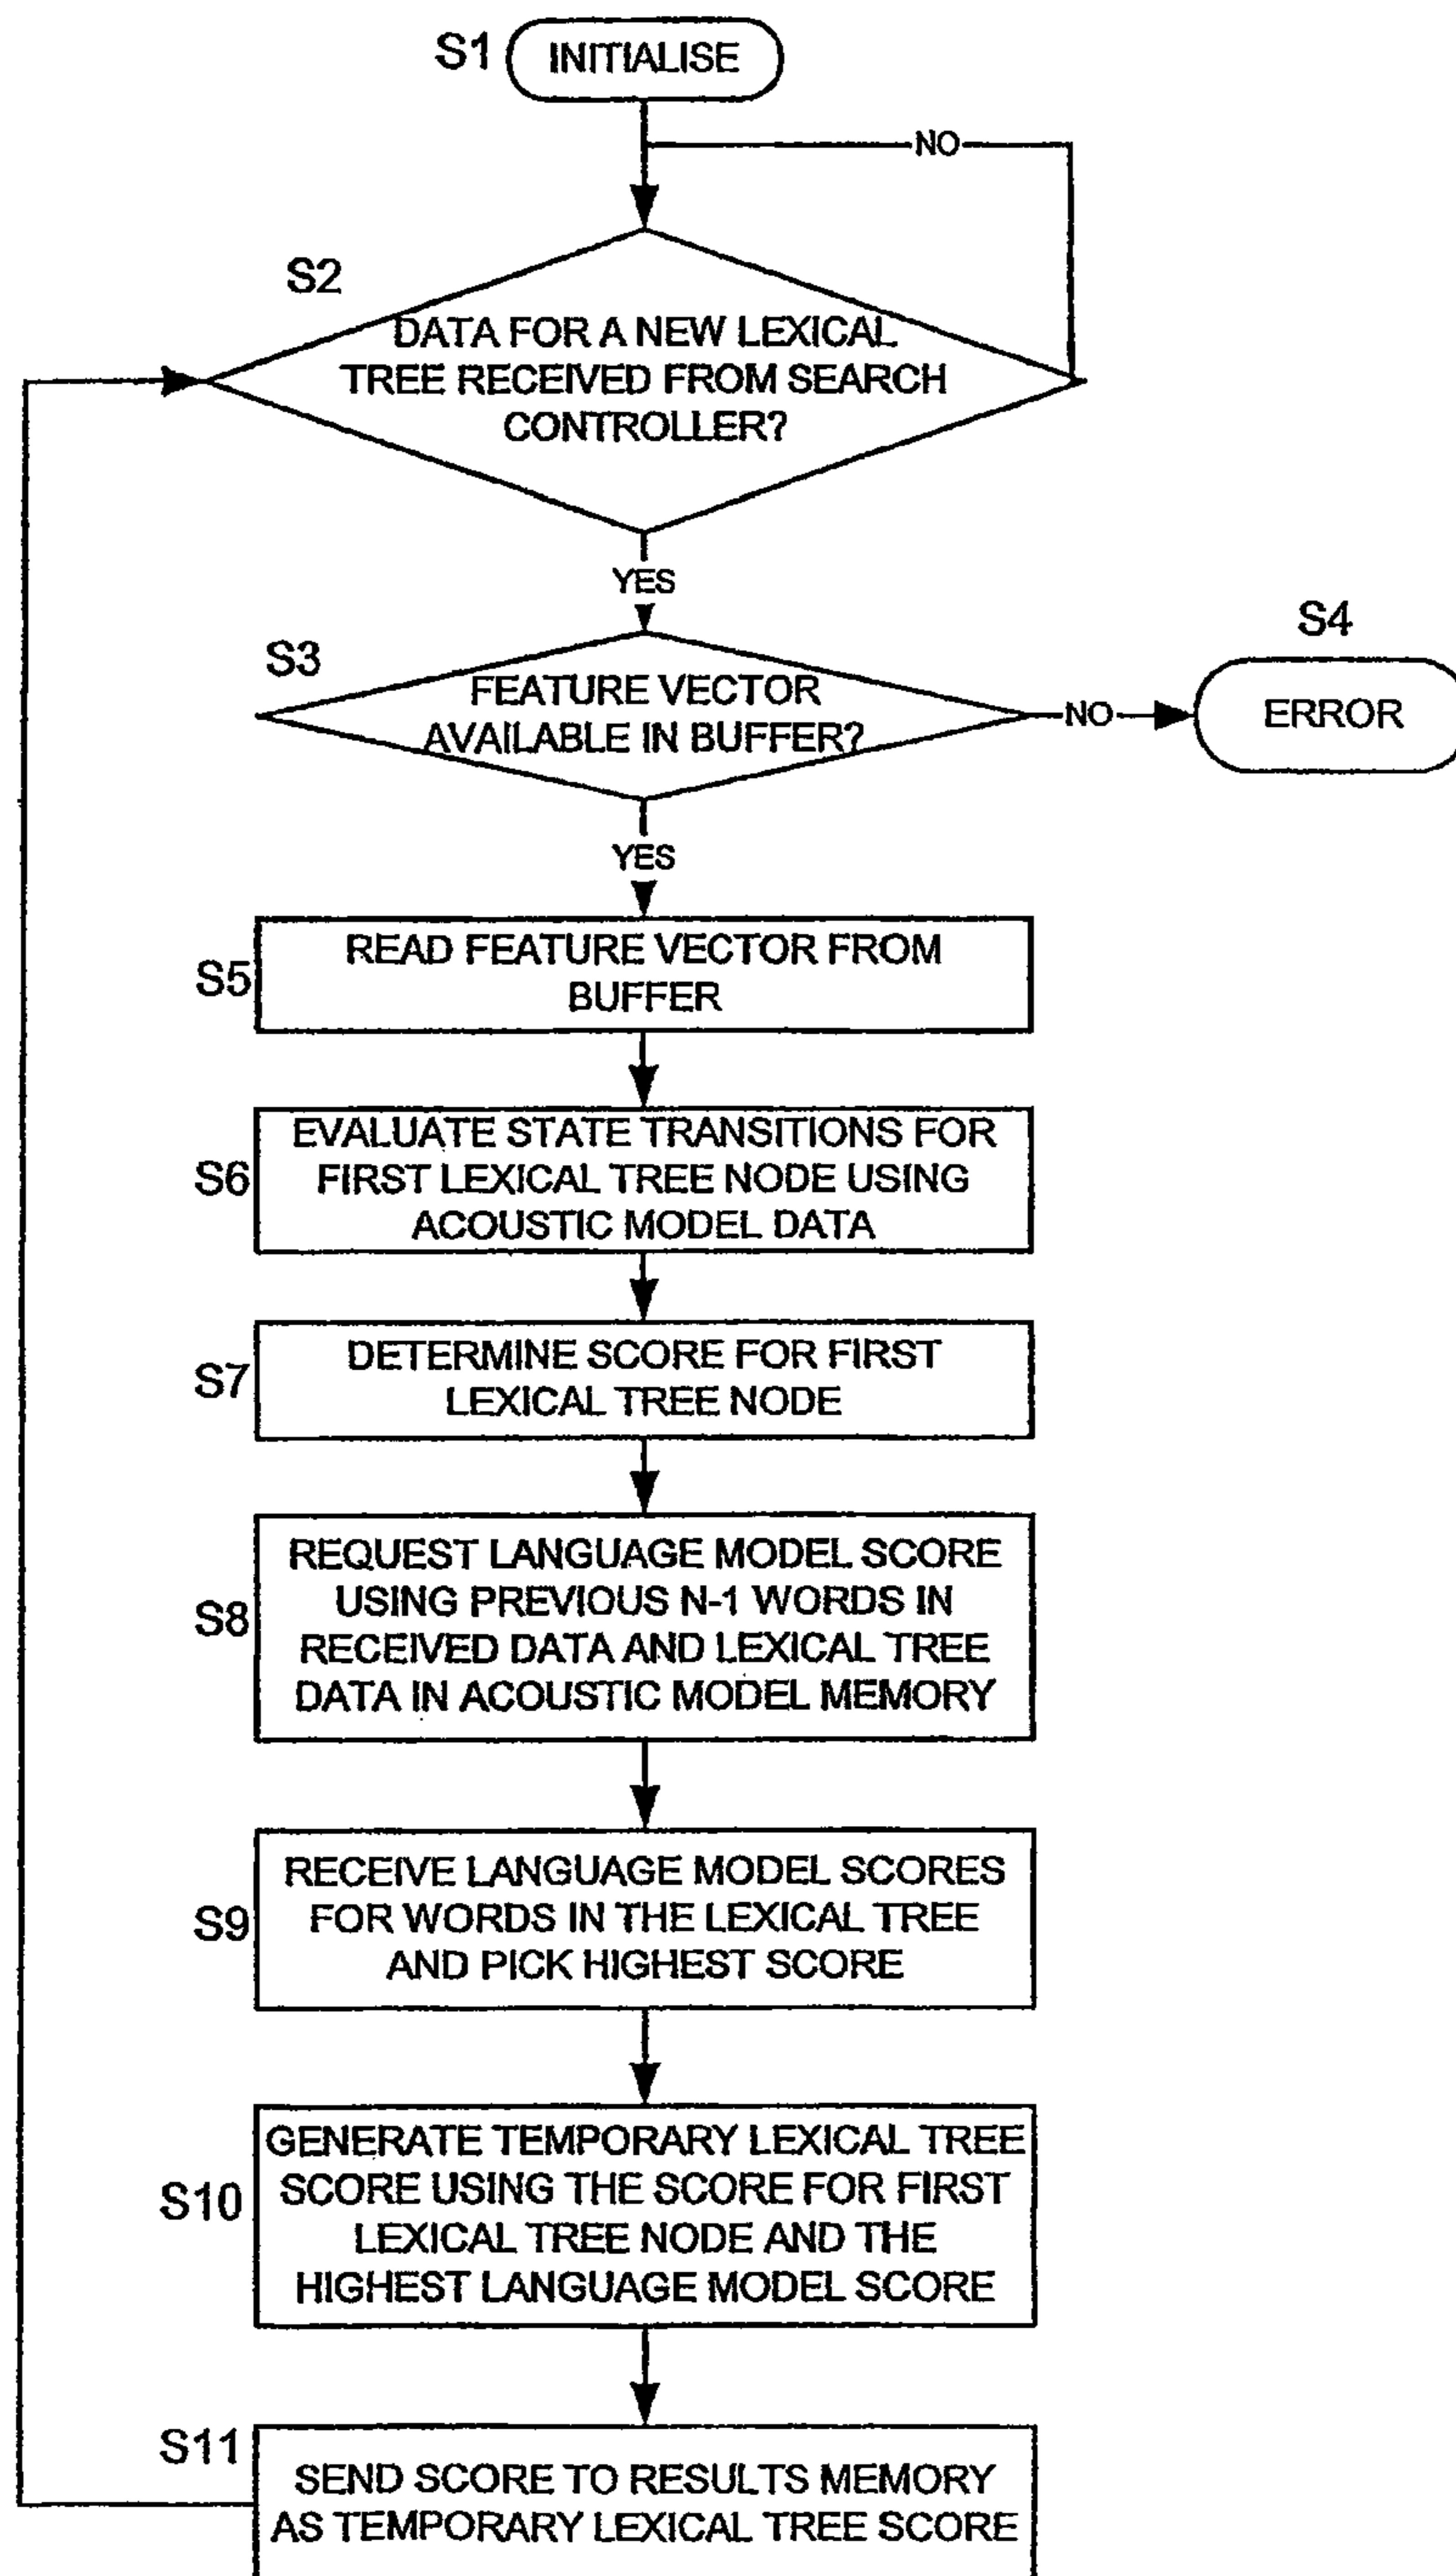 S1
INITIALISE
NO
S2
DATA FOR A NEW LEXICAL
TREE RECEIVED FROM SEARCH
CONTROLLER?
YES
S3
FEATURE VECTOR
AVAILABLE IN BUFFER?
NO
S4
ERROR
YES
S5
READ FEATURE VECTOR FROM
BUFFER
S6
EVALUATE STATE TRANSITIONS FOR
FIRST LEXICAL TREE NODE USING
ACOUSTIC MODEL DATA
S7
DETERMINE SCORE FOR FIRST
LEXICAL TREE NODE
S8
REQUEST LANGUAGE MODEL SCORE
USING PREVIOUS N-1 WORDS IN
RECEIVED DATA AND LEXICAL TREE
DATA IN ACOUSTIC MODEL MEMORY
S9
RECEIVE LANGUAGE MODEL SCORES
FOR WORDS IN THE LEXICAL TREE
AND PICK HIGHEST SCORE
S10
GENERATE TEMPORARY LEXICAL TREE
SCORE USING THE SCORE FOR FIRST
LEXICAL TREE NODE AND THE
HIGHEST LANGUAGE MODEL SCORE
S11
SEND SCORE TO RESULTS MEMORY
AS TEMPORARY LEXICAL TREE SCORE